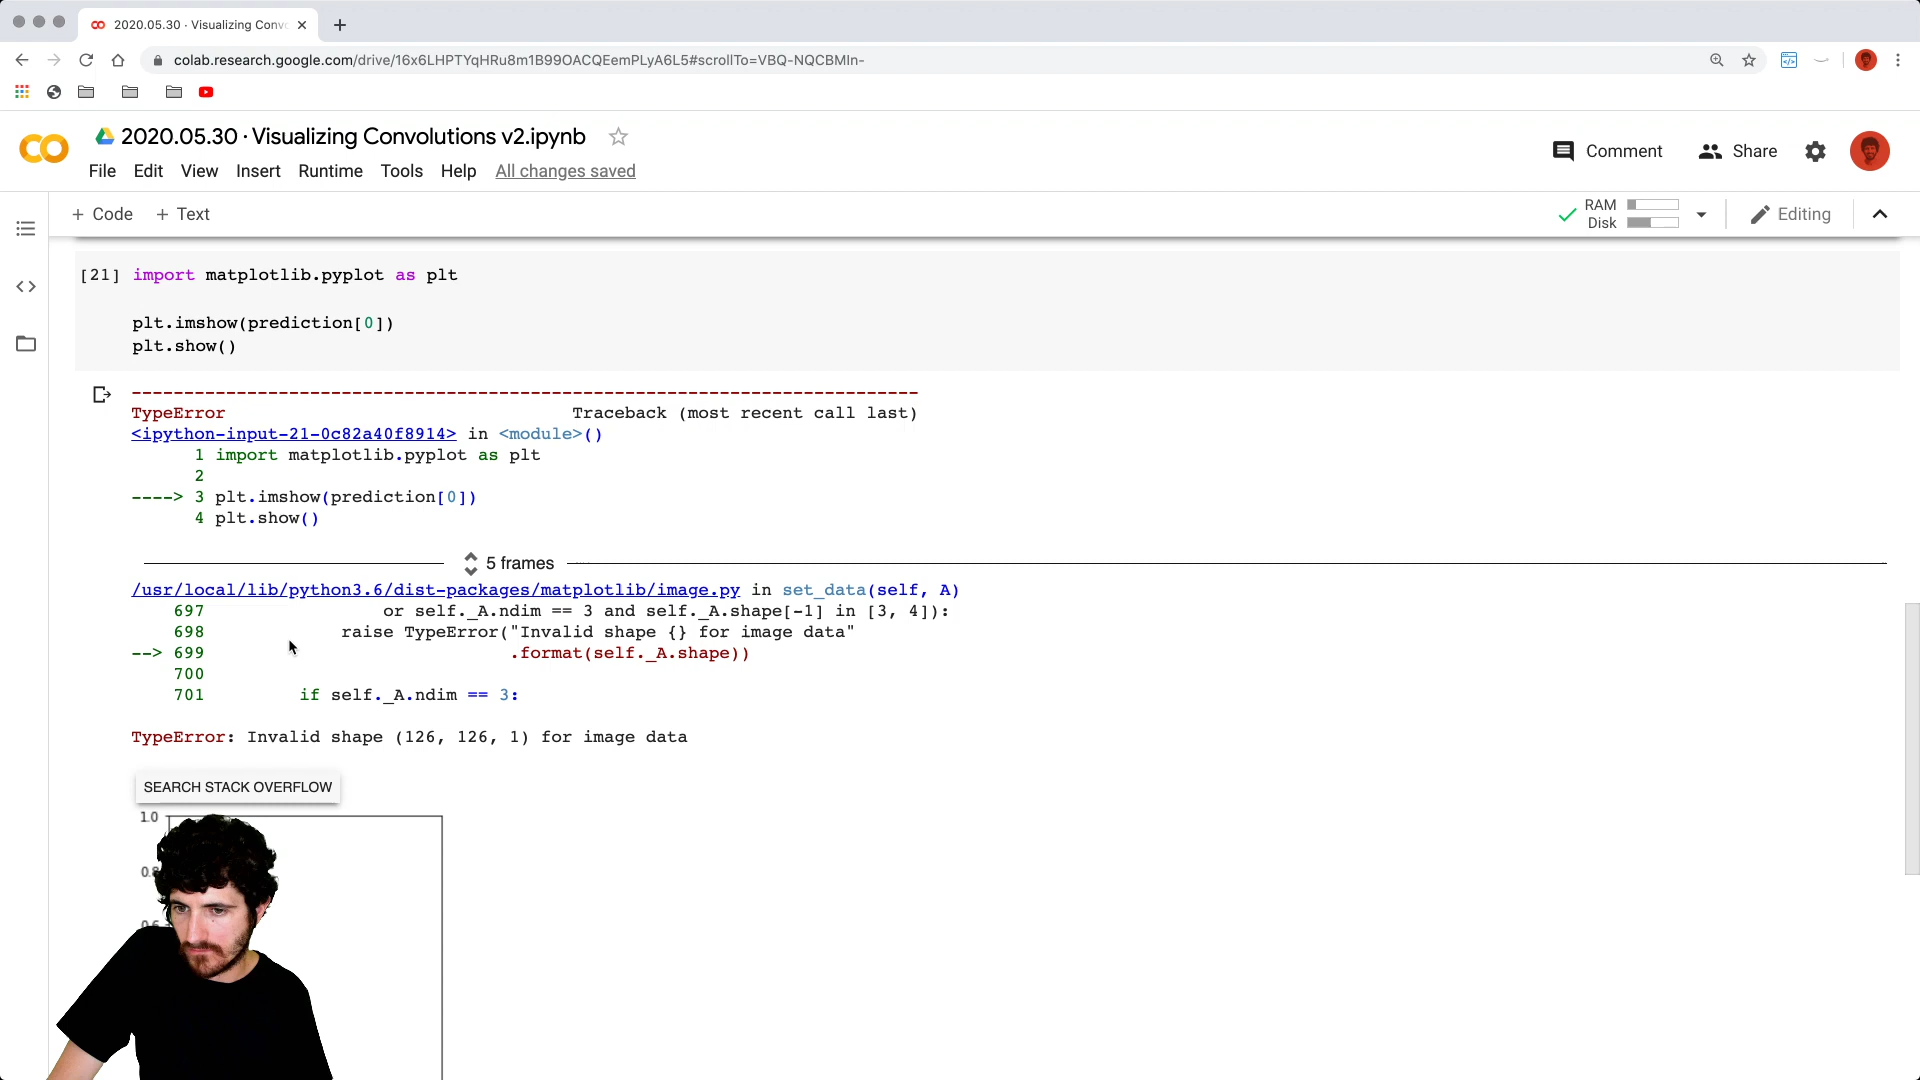 2020.05.30 · Visualizing Conv
colab.research.google.com/drive/16x6LHPTYqHRu8m1B99OACQEemPLyA6L5#scrollTo=VBQ-NQCBMIn-
2020.05.30 · Visualizing Convolutions v2.ipynb
Comment Share
File Edit View Insert Runtime Tools Help All changes saved
+ Code + Text
RAM
Disk
Editing
[21] import matplotlib.pyplot as plt
plt.imshow(prediction[0])
plt.show()
---------------------------------------------------------------------------
TypeError Traceback (most recent call last)
<ipython-input-21-0c82a40f8914> in <module>()
1 import matplotlib.pyplot as plt
2
----> 3 plt.imshow(prediction[0])
4 plt.show()
5 frames
/usr/local/lib/python3.6/dist-packages/matplotlib/image.py in set_data(self, A)
697 or self._A.ndim == 3 and self._A.shape[-1] in [3, 4]):
698 raise TypeError("Invalid shape {} for image data"
--> 699 .format(self._A.shape))
700
701 if self._A.ndim == 3:
TypeError: Invalid shape (126, 126, 1) for image data
SEARCH STACK OVERFLOW
1.0
0.8
0.6